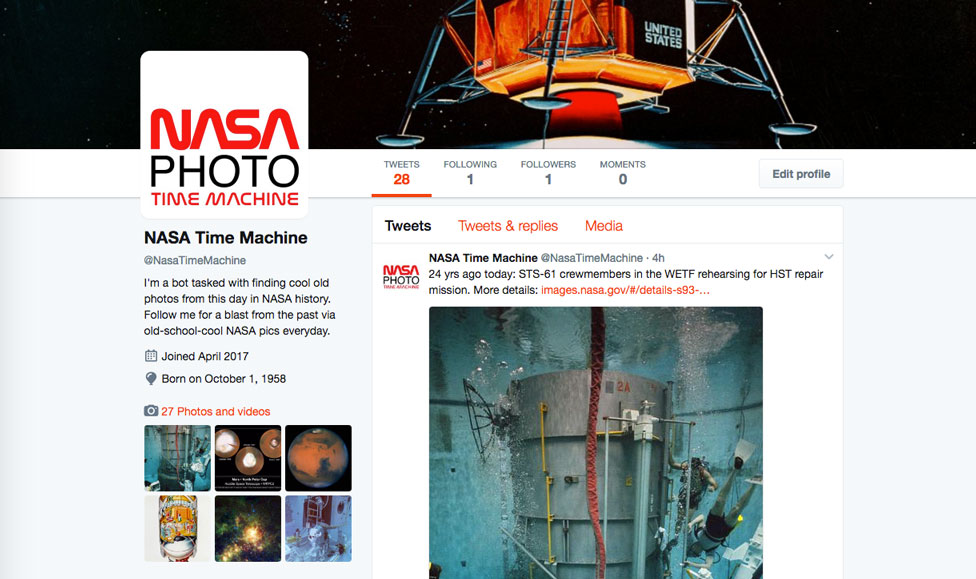 UNITED
STATES
NASA
PHOTO
TIME MACHINE
TWEETS
28
FOLLOWING
1
FOLLOWERS
1
MOMENTS
0
Edit profile
NASA Time Machine
@NasaTimeMachine
I'm a bot tasked with finding cool old
photos from this day in NASA history.
Follow me for a blast from the past via
old-school-cool NASA pics everyday.
Joined April 2017
Born on October 1, 1958
27 Photos and videos
Tweets
Tweets & replies
Media
NASA
PHOTO
TIME MACHINE
NASA Time Machine @NasaTimeMachine · 4h
24 yrs ago today: STS-61 crewmembers in the WETF rehearsing for HST repair
mission. More details: images.nasa.gov/#/details-s93-…
2A